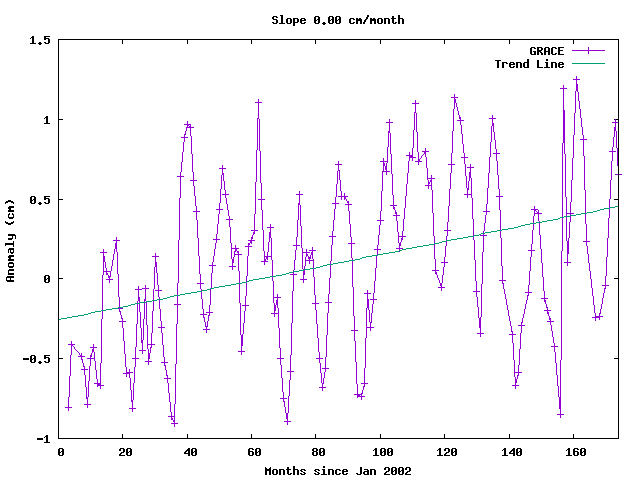 Slope 0.00 cm/month
GRACE
Trend Line
Anomaly (cm)
1.5
1
0.5
0
-0.5
-1
0 20 40 60 80 100 120 140 160
Months since Jan 2002